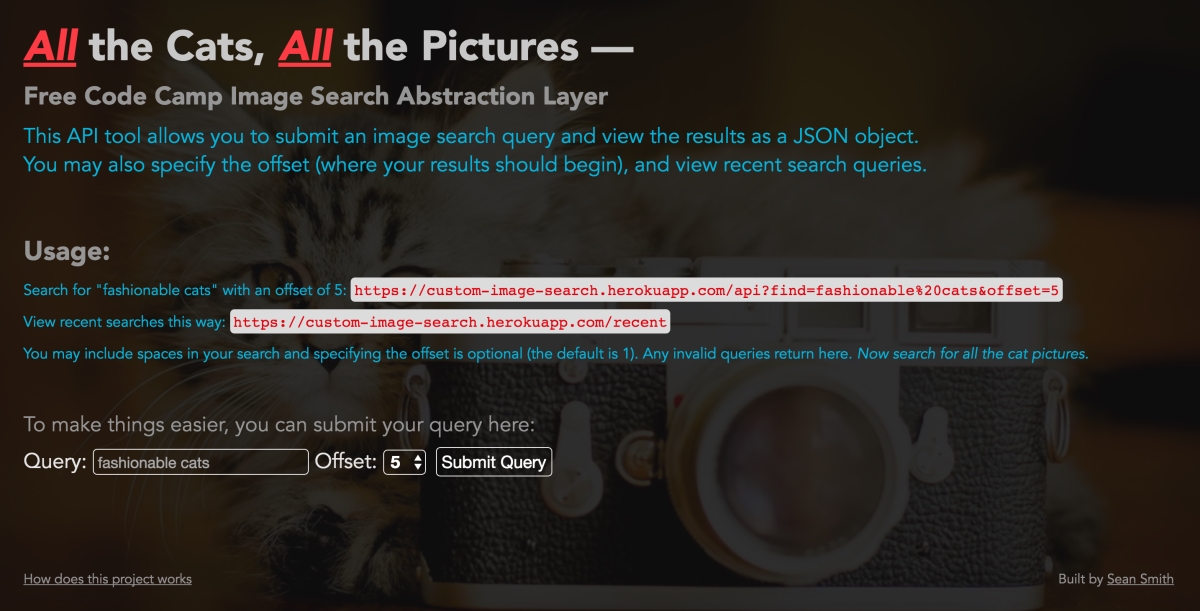 All the Cats, All the Pictures —
Free Code Camp Image Search Abstraction Layer
This API tool allows you to submit an image search query and view the results as a JSON object.
You may also specify the offset (where your results should begin), and view recent search queries.
Usage:
Search for "fashionable cats" with an offset of 5: https://custom-image-search.herokuapp.com/api?find=fashionable%20cats&offset=5
View recent searches this way: https://custom-image-search.herokuapp.com/recent
You may include spaces in your search and specifying the offset is optional (the default is 1). Any invalid queries return here. Now search for all the cat pictures.
To make things easier, you can submit your query here:
Query: fashionable cats Offset: 5 Submit Query
How does this project works Built by Sean Smith